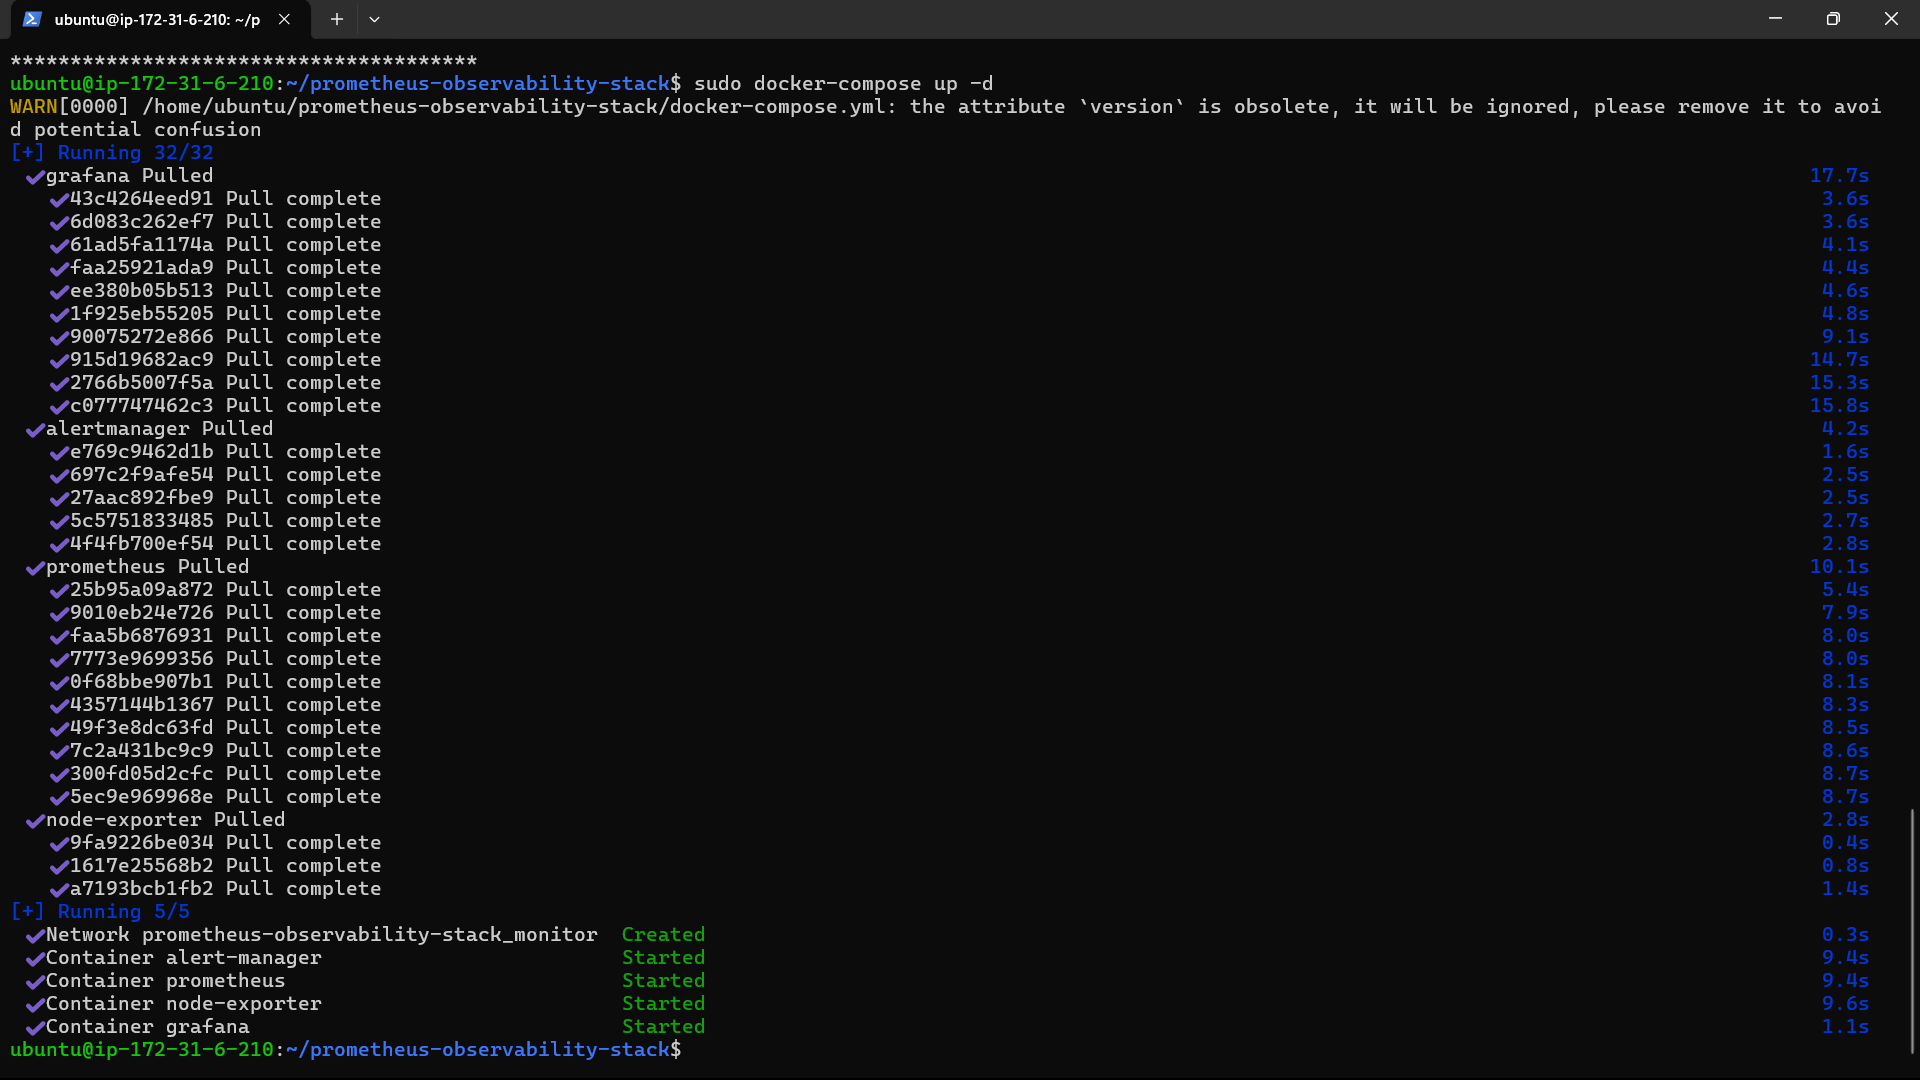 ubuntu@ip-172-31-6-210: ~/p
***************************************
ubuntu@ip-172-31-6-210:~/prometheus-observability-stack$ sudo docker-compose up -d
WARN[0000] /home/ubuntu/prometheus-observability-stack/docker-compose.yml: the attribute `version` is obsolete, it will be ignored, please remove it to avoi
d potential confusion
[+] Running 32/32
✔grafana Pulled 17.7s
✔43c4264eed91 Pull complete 3.6s
✔6d083c262ef7 Pull complete 3.6s
✔61ad5fa1174a Pull complete 4.1s
✔faa25921ada9 Pull complete 4.4s
✔ee380b05b513 Pull complete 4.6s
✔1f925eb55205 Pull complete 4.8s
✔90075272e866 Pull complete 9.1s
✔915d19682ac9 Pull complete 14.7s
✔2766b5007f5a Pull complete 15.3s
✔c077747462c3 Pull complete 15.8s
✔alertmanager Pulled 4.2s
✔e769c9462d1b Pull complete 1.6s
✔697c2f9afe54 Pull complete 2.5s
✔27aac892fbe9 Pull complete 2.5s
✔5c5751833485 Pull complete 2.7s
✔4f4fb700ef54 Pull complete 2.8s
✔prometheus Pulled 10.1s
✔25b95a09a872 Pull complete 5.4s
✔9010eb24e726 Pull complete 7.9s
✔faa5b6876931 Pull complete 8.0s
✔7773e9699356 Pull complete 8.0s
✔0f68bbe907b1 Pull complete 8.1s
✔4357144b1367 Pull complete 8.3s
✔49f3e8dc63fd Pull complete 8.5s
✔7c2a431bc9c9 Pull complete 8.6s
✔300fd05d2cfc Pull complete 8.7s
✔5ec9e969968e Pull complete 8.7s
✔node-exporter Pulled 2.8s
✔9fa9226be034 Pull complete 0.4s
✔1617e25568b2 Pull complete 0.8s
✔a7193bcb1fb2 Pull complete 1.4s
[+] Running 5/5
✔Network prometheus-observability-stack_monitor Created 0.3s
✔Container alert-manager Started 9.4s
✔Container prometheus Started 9.4s
✔Container node-exporter Started 9.6s
✔Container grafana Started 1.1s
ubuntu@ip-172-31-6-210:~/prometheus-observability-stack$